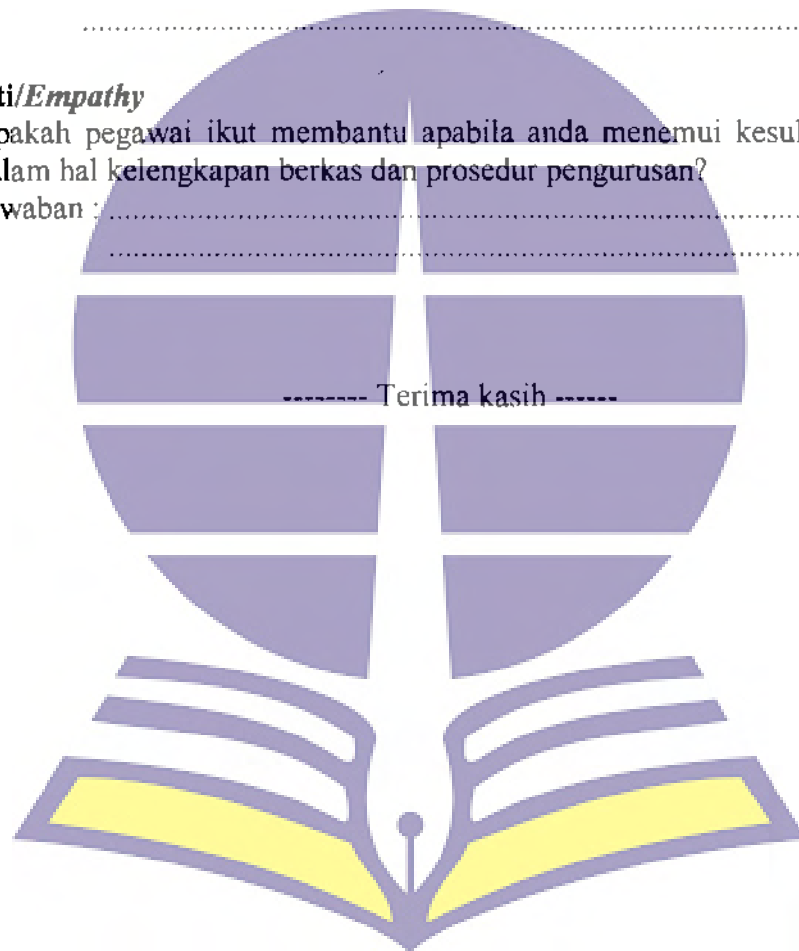 ........................................................................
ti/Empathy
pakah pegawai ikut membantu apabila anda menemui kesul
lam hal kelengkapan berkas dan prosedur pengurusan?
waban : ........................................................................
........................................................................
-------- Terima kasih ------